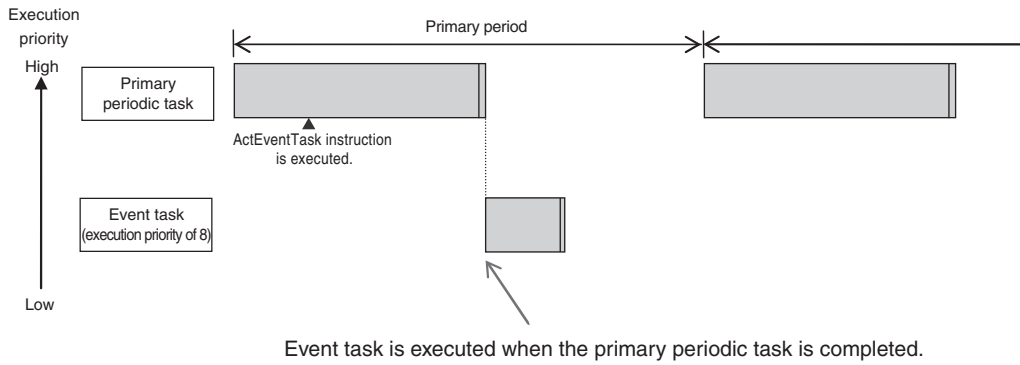 Execution
priority
High
Primary period
Primary
periodic task
ActEventTask instruction
is executed.
Event task
(execution priority of 8)
Low
Event task is executed when the primary periodic task is completed.